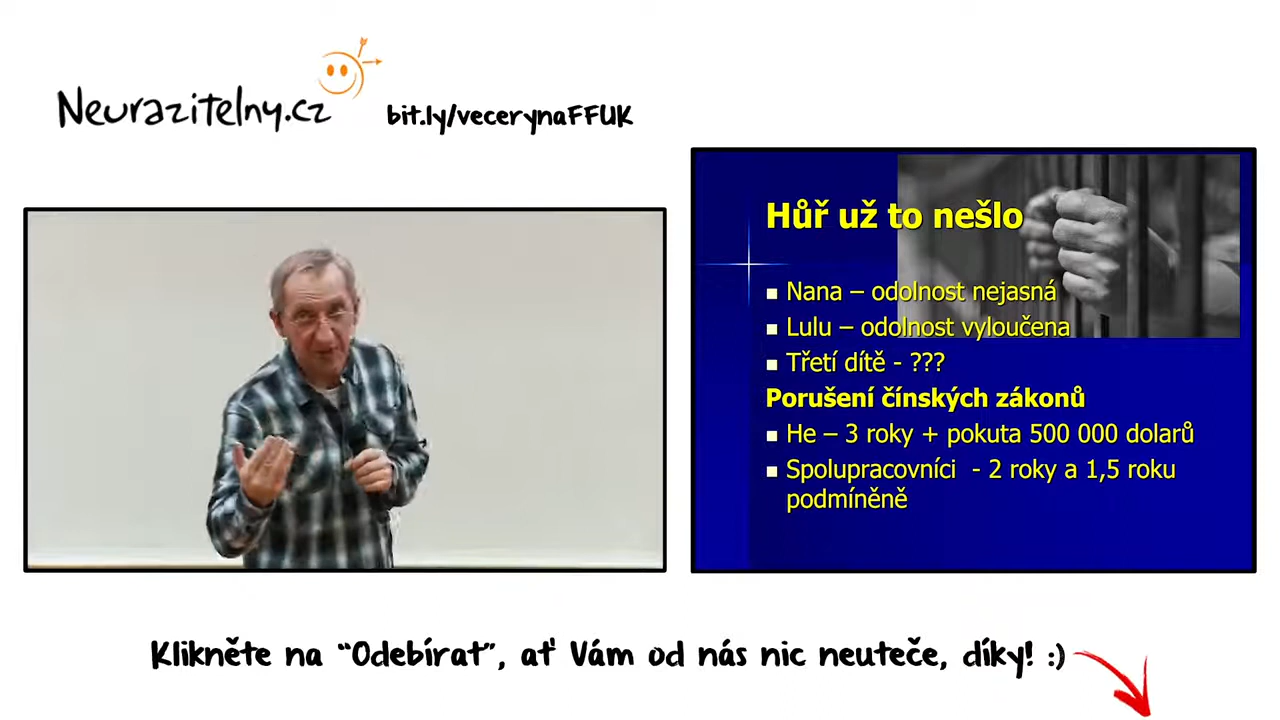 Neurazitelny.cz
bit.ly/vecerynaFFUK
Hůř už to nešlo
Nana – odolnost nejasná
Lulu – odolnost vyloučena
Třetí dítě - ???
Porušení čínských zákonů
He – 3 roky + pokuta 500 000 dolarů
Spolupracovníci - 2 roky a 1,5 roku
podmíněně
Klikněte na “Odebírat”, ať Vám od nás nic neuteče, díky! :)